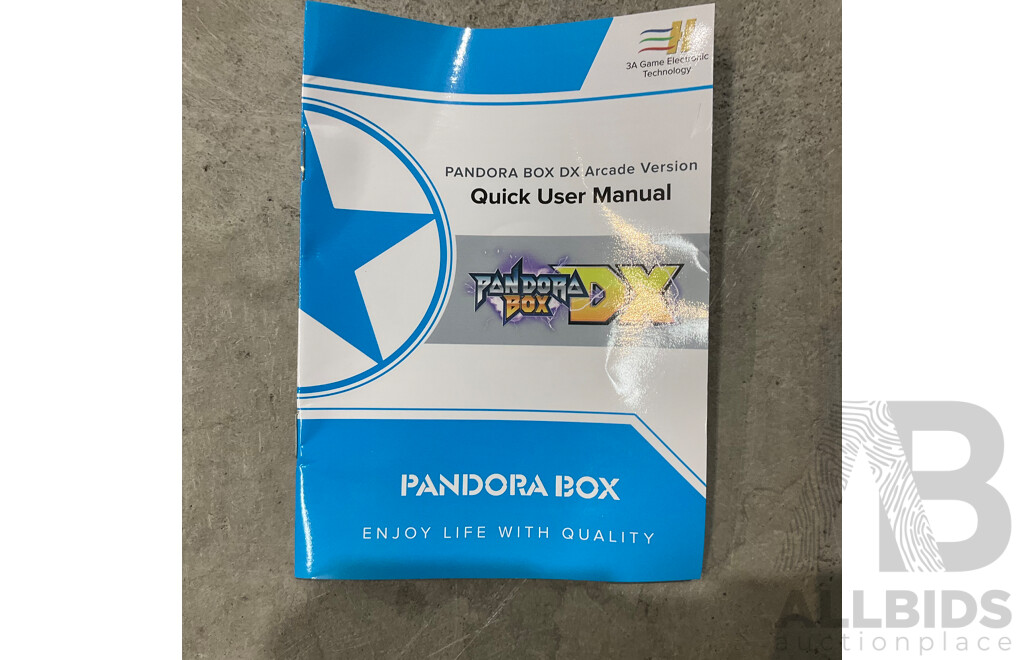 3A Game Electronic
Technology
PANDORA BOX DX Arcade Version
Quick User Manual
PANDORA
BOX
DX
PANDORA BOX
ENJOY LIFE WITH QUALITY
AB
ALLBIDS
auctionplace